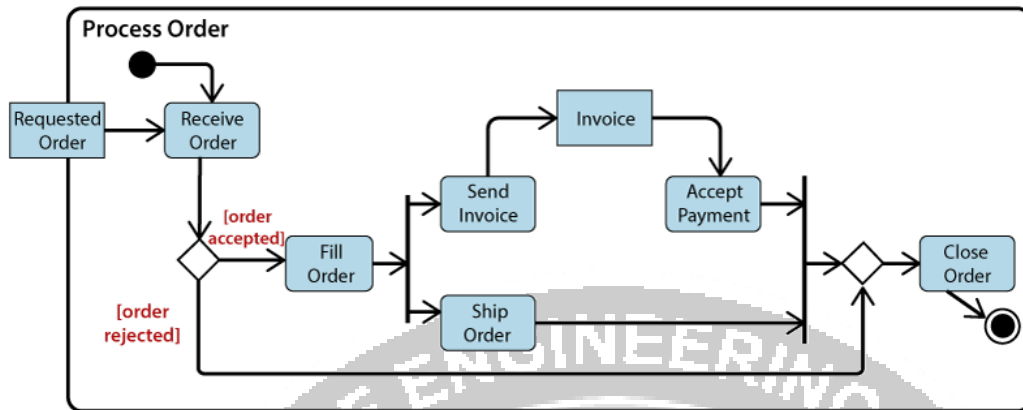 Process Order
Requested
Order
Receive
Order
Invoice
Send
Invoice
Accept
Payment
[order
accepted]
Fill
Order
Close
Order
[order
rejected]
Ship
Order
ENGINEERING